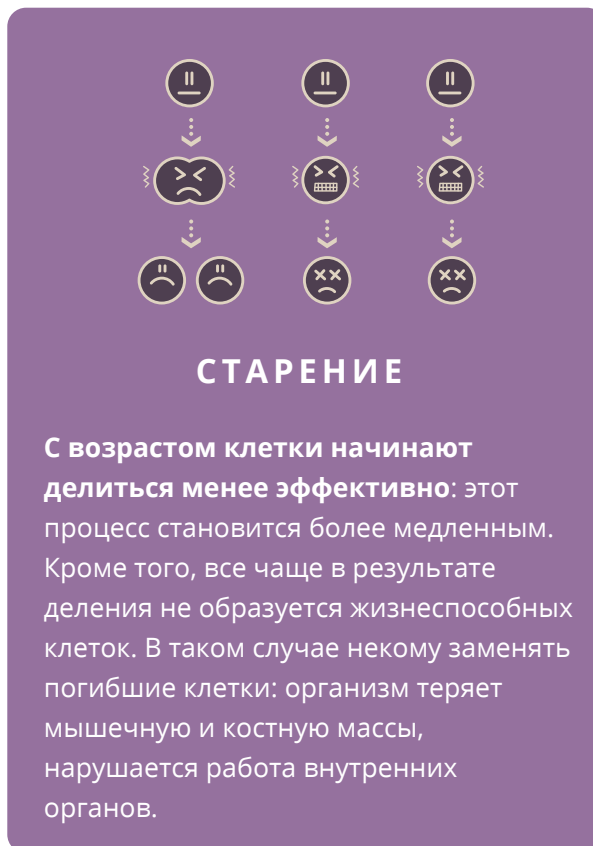 СТАРЕНИЕ
С возрастом клетки начинают
делиться менее эффективно: этот
процесс становится более медленным.
Кроме того, все чаще в результате
деления не образуется жизнеспособных
клеток. В таком случае некому заменять
погибшие клетки: организм теряет
мышечную и костную массы,
нарушается работа внутренних
органов.